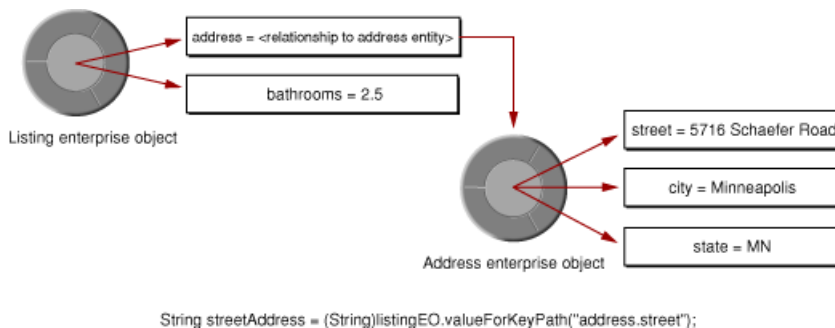 address = <relationship to address entity>
bathrooms = 2.5
Listing enterprise object
street = 5716 Schaefer Road
city = Minneapolis
state = MN
Address enterprise object
String streetAddress = (String)listingEO.valueForKeyPath("address.street");